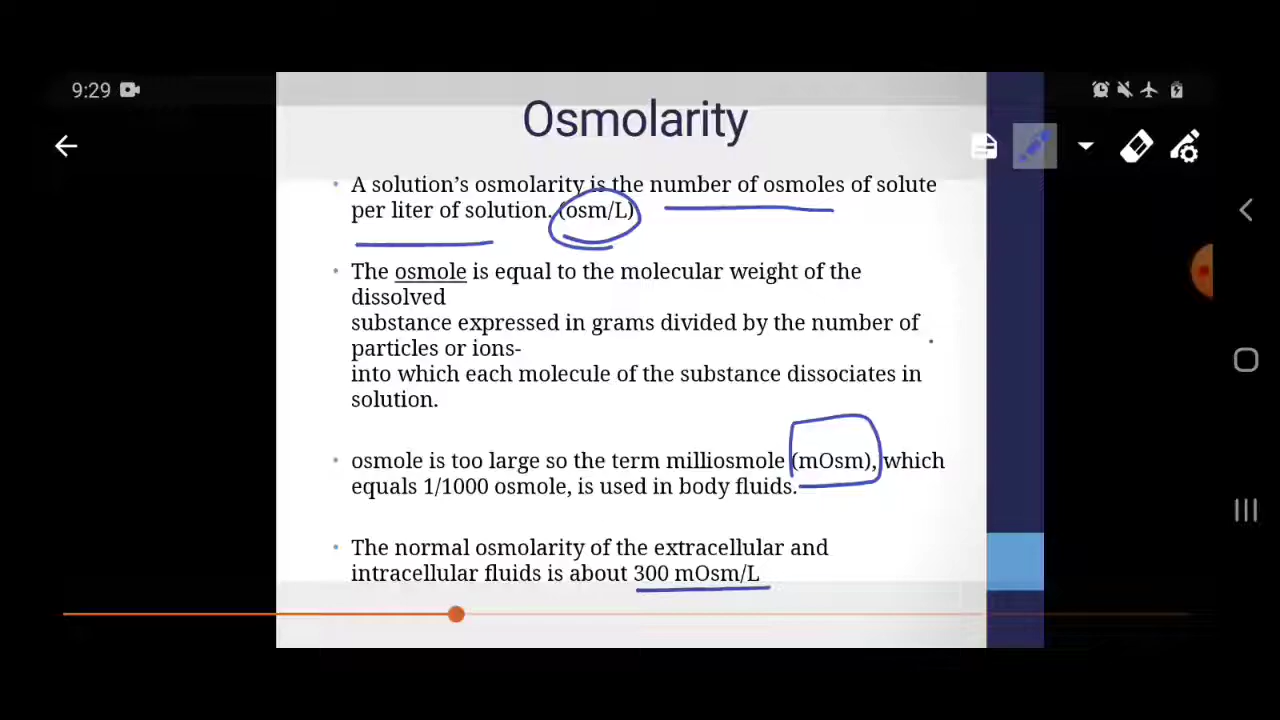 9:29
Osmolarity
A solution’s osmolarity is the number of osmoles of solute
per liter of solution. (osm/L)
The osmole is equal to the molecular weight of the
dissolved
substance expressed in grams divided by the number of
particles or ions-
into which each molecule of the substance dissociates in
solution.
osmole is too large so the term milliosmole (mOsm), which
equals 1/1000 osmole, is used in body fluids.
The normal osmolarity of the extracellular and
intracellular fluids is about 300 mOsm/L